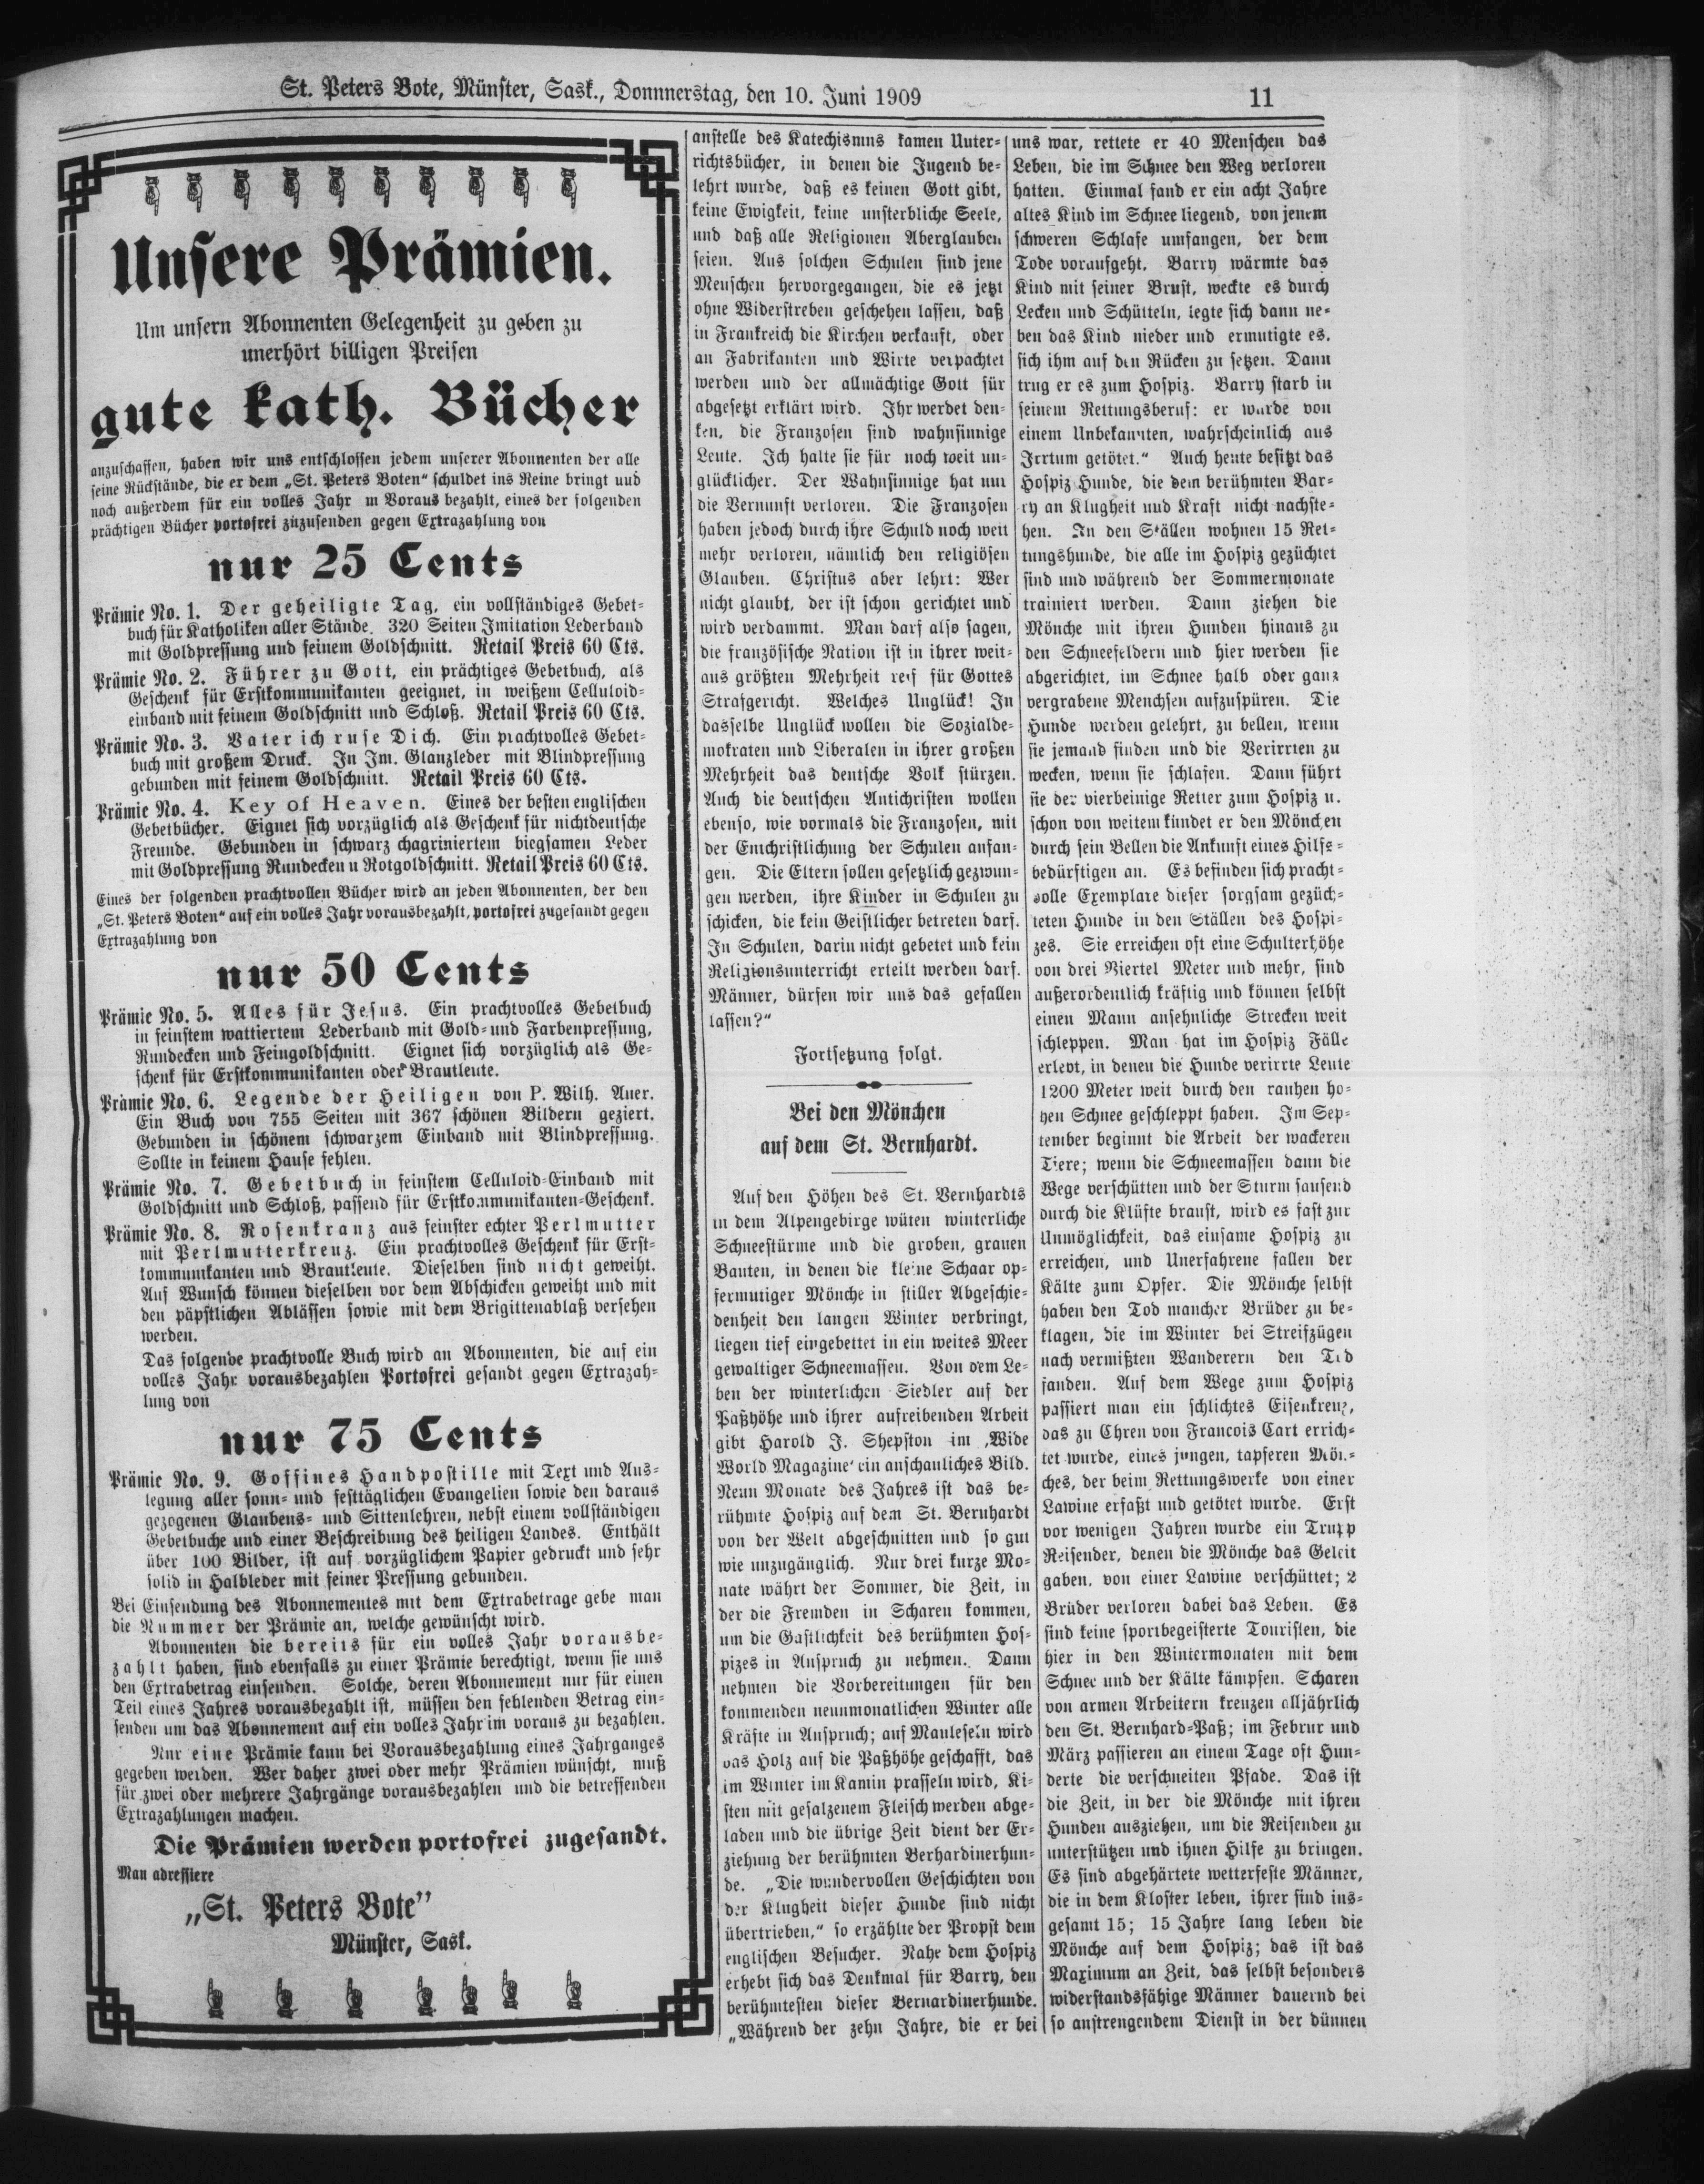 St. Peters Bote, Münster, Sask., Donnnerstag, den 10. Juni 1909
11
Unsere Prämien.
Um unsern Abonnenten Gelegenheit zu geben zu
unerhört billigen Preisen
gute kath. Bücher
anzuschaffen, haben wir uns entschlossen jedem unserer Abonnenten der alle
seine Rückstände, die er dem „St. Peters Boten" schuldet ins Reine bringt und
noch außerdem für ein volles Jahr m Voraus bezahlt, eines der folgenden
prächtigen Bücher portofrei zuzusenden gegen Extrazahlung von
nur 25 Cents
Prämie No. 1. Der geheiligte Tag, ein vollständiges Gebet-
buch für Katholiken aller Stände. 320 Seiten Imitation Lederband
mit Goldpressung und feinem Goldschnitt. Retail Preis 60 Cts.
Prämie No. 2. Führer zu Gott, ein prächtiges Gebetbuch, als
Geschenk für Erstkommunikanten geeignet, in weißem Celluloid-
einband mit feinem Goldschnitt und Schloß. Retail Preis 60 Cts.
Prämie No. 3. Vater ich rufe Dich. Ein prachtvolles Gebet-
buch mit großem Druck. In Im. Glanzleder mit Blindpressung
gebunden mit feinem Goldschnitt. Retail Preis 60 Cts.
Prämie No. 4. Key of Heaven. Eines der besten englischen
Gebetbücher. Eignet sich vorzüglich als Geschenk für nichtdeutsche
Freunde. Gebunden in schwarz chagriniertem biegsamen Leder
mit Goldpressung Rundecken u Rotgoldschnitt. Retail Preis 60 Cts.
Eines der folgenden prachtvollen Bücher wird an jeden Abonnenten, der den
„St. Peters Boten" auf ein volles Jahr vorausbezahlt, portofrei zugesandt gegen
Extrazahlung von
nur 50 Cents
Prämie No. 5. Alles für Jesus. Ein prachtvolles Gebetbuch
in feinstem wattiertem Lederband mit Gold- und Farbenpressung,
Rundecken und Feingoldschnitt. Eignet sich vorzüglich als Ge-
schenk für Erstkommunikanten oder Brautleute.
Prämie No. 6. Legende der Heiligen von P. Wilh. Auer.
Ein Buch von 755 Seiten mit 367 schönen Bildern geziert.
Gebunden in schönem schwarzem Einband mit Blindpressung.
Sollte in keinem Hause fehlen.
Prämie No. 7. Gebetbuch in feinstem Celluloid-Einband mit
Goldschnitt und Schloß, passend für Erstkommunikanten-Geschenk.
Prämie No. 8. Rosenkranz aus feinster echter Perlmutter
mit Perlmutterkreuz. Ein prachtvolles Geschenk für Erst-
kommunikanten und Brautleute. Dieselben sind nicht geweiht.
Auf Wunsch können dieselben vor dem Abschicken geweiht und mit
den päpstlichen Ablässen sowie mit dem Brigittenablaß versehen
werden.
Das folgende prachtvolle Buch wird an Abonnenten, die auf ein
volles Jahr vorausbezahlen Portofrei gesandt gegen Extrazah-
lung von
nur 75 Cents
Prämie No. 9. Goffines Handpostille mit Text und Aus-
legung aller sonn- und festtäglichen Evangelien sowie den daraus
gezogenen Glaubens- und Sittenlehren, nebst einem vollständigen
Gebetbuche und einer Beschreibung des heiligen Landes. Enthält
über 100 Bilder, ist auf vorzüglichem Papier gedruckt und sehr
solid in Halbleder mit feiner Pressung gebunden.
Bei Einsendung des Abonnementes mit dem Extrabetrage gebe man
die Nummer der Prämie an, welche gewünscht wird.
Abonnenten die bereits für ein volles Jahr vorausbe-
zahlt haben, sind ebenfalls zu einer Prämie berechtigt, wenn sie uns
den Extrabetrag einsenden. Solche, deren Abonnement nur für einen
Teil eines Jahres vorausbezahlt ist, müssen den fehlenden Betrag ein-
senden um das Abonnement auf ein volles Jahr im voraus zu bezahlen.
Nur eine Prämie kann bei Vorausbezahlung eines Jahrganges
gegeben werden. Wer daher zwei oder mehr Prämien wünscht, muß
für zwei oder mehrere Jahrgänge vorausbezahlen und die betreffenden
Extrazahlungen machen.
Die Prämien werden portofrei zugesandt.
Man adressiere
„St. Peters Bote"
Münster, Sask.
anstelle des Katechismns kamen Unter-
richtsbücher, in denen die Jugend be-
lehrt wurde, daß es keinen Gott gibt,
keine Ewigkeit, keine unsterbliche Seele,
und daß alle Religionen Aberglauben
seien. Aus solchen Schulen sind jene
Menschen hervorgegangen, die es jetzt
ohne Widerstreben geschehen lassen, daß
in Frankreich die Kirchen verkauft, oder
an Fabrikanten und Wirte verpachtet
werden und der allmächtige Gott für
abgesetzt erklärt wird. Ihr werdet den-
ken, die Franzosen sind wahnsinnige
Leute. Ich halte sie für noch weit un-
glücklicher. Der Wahnsinnige hat nur
die Vernunft verloren. Die Franzosen
haben jedoch durch ihre Schuld noch weit
mehr verloren, nämlich den religiösen
Glauben. Christus aber lehrt: Wer
nicht glaubt, der ist schon gerichtet und
wird verdammt. Man darf also sagen,
die französische Nation ist in ihrer weit-
aus größten Mehrheit reif für Gottes
Strafgericht. Welches Unglück! In
dasselbe Unglück wollen die Sozialde-
mokraten und Liberalen in ihrer großen
Mehrheit das deutsche Volk stürzen.
Auch die deutschen Antichristen wollen
ebenso, wie vormals die Franzosen, mit
der Entchristlichung der Schulen anfan-
gen. Die Eltern sollen gesetzlich gezwun-
gen werden, ihre Kinder in Schulen zu
schicken, die kein Geistlicher betreten darf.
In Schulen, darin nicht gebetet und kein
Religionsunterricht erteilt werden darf.
Männer, dürfen wir uns das gefallen
lassen?"
Fortsetzung folgt.
Bei den Mönchen
auf dem St. Bernhardt.
Auf den Höhen des St. Bernhardts
in dem Alpengebirge wüten winterliche
Schneestürme und die groben, grauen
Bauten, in denen die kleine Schaar op-
fermutiger Mönche in stiller Abgeschie-
denheit den langen Winter verbringt,
liegen tief eingebettet in ein weites Meer
gewaltiger Schneemassen. Von dem Le-
ben der winterlichen Siedler auf der
Paßhöhe und ihrer aufreibenden Arbeit
gibt Harold J. Shepston im ‚Wide
World Magazine' ein anschauliches Bild.
Neun Monate des Jahres ist das be-
rühmte Hospiz auf dem St. Bernhardt
von der Welt abgeschnitten und so gut
wie unzugänglich. Nur drei kurze Mo-
nate währt der Sommer, die Zeit, in
der die Fremden in Scharen kommen,
um die Gastlichkeit des berühmten Hos-
pizes in Anspruch zu nehmen. Dann
nehmen die Vorbereitungen für den
kommenden neunmonatlichen Winter alle
Kräfte in Anspruch; auf Mauleseln wird
das Holz auf die Paßhöhe geschafft, das
im Winter im Kamin prasseln wird, Ki-
sten mit gesalzenem Fleisch werden abge-
laden und die übrige Zeit dient der Er-
ziehung der berühmten Berhardinerhun-
de. „Die wundervollen Geschichten von
der Klugheit dieser Hunde sind nicht
übertrieben," so erzählte der Propst dem
englischen Besucher. Nahe dem Hospiz
erhebt sich das Denkmal für Barry, den
berühmtesten dieser Bernardinerhunde.
„Während der zehn Jahre, die er bei
uns war, rettete er 40 Menschen das
Leben, die im Schnee den Weg verloren
hatten. Einmal fand er ein acht Jahre
altes Kind im Schnee liegend, von jenem
schweren Schlafe umfangen, der dem
Tode voraufgeht. Barry wärmte das
Kind mit seiner Brust, weckte es durch
Lecken und Schütteln, legte sich dann ne-
ben das Kind nieder und ermutigte es.
sich ihm auf den Rücken zu setzen. Dann
trug er es zum Hospiz. Barry starb in
seinem Rettungsberuf: er wurde von
einem Unbekannten, wahrscheinlich aus
Irrtum getötet." Auch heute besitzt das
Hospiz Hunde, die dem berühmten Bar-
ry an Klugheit und Kraft nicht nachste-
hen. In den Ställen wohnen 15 Ret-
tungshunde, die alle im Hospiz gezüchtet
sind und während der Sommermonate
trainiert werden. Dann ziehen die
Mönche mit ihren Hunden hinaus zu
den Schneefeldern und hier werden sie
abgerichtet, im Schnee halb oder ganz
vergrabene Menchsen aufzuspüren. Die
Hunde werden gelehrt, zu bellen, wenn
sie jemand finden und die Verirrten zu
wecken, wenn sie schlafen. Dann führt
sie der vierbeinige Retter zum Hospiz u.
schon von weitem kündet er den Mönchen
durch sein Bellen die Ankunft eines Hilfs-
bedürftigen an. Es befinden sich pracht-
volle Exemplare dieser sorgsam gezüch-
teten Hunde in den Ställen des Hospi-
zes. Sie erreichen oft eine Schulterhöhe
von drei Viertel Meter und mehr, sind
außerordentlich kräftig und können selbst
einen Mann ansehnliche Strecken weit
schleppen. Man hat im Hospiz Fälle
erlebt, in denen die Hunde verirrte Leute
1200 Meter weit durch den rauhen ho-
hen Schnee geschleppt haben. Im Sep-
tember beginnt die Arbeit der wackeren
Tiere; wenn die Schneemassen dann die
Wege verschütten und der Sturm sausend
durch die Klüfte braust, wird es fast zur
Unmöglichkeit, das einsame Hospiz zu
erreichen, und Unerfahrene fallen der
Kälte zum Opfer. Die Mönche selbst
haben den Tod mancher Brüder zu be-
klagen, die im Winter bei Streifzügen
nach vermißten Wanderern den Tod
fanden. Auf dem Wege zum Hospiz
passiert man ein schlichtes Eisenkreuz,
das zu Ehren von Francois Cart errich-
tet wurde, eines jungen, tapferen Mön-
ches, der beim Rettungswerke von einer
Lawine erfaßt und getötet wurde. Erst
vor wenigen Jahren wurde ein Trupp
Reisender, denen die Mönche das Geleit
gaben, von einer Lawine verschüttet; 2
Brüder verloren dabei das Leben. Es
sind keine sportbegeisterte Touristen, die
hier in den Wintermonaten mit dem
Schnee und der Kälte kämpfen. Scharen
von armen Arbeitern kreuzen alljährlich
den St. Bernhard-Paß; im Februr und
März passieren an einem Tage oft Hun-
derte die verschneiten Pfade. Das ist
die Zeit, in der die Mönche mit ihren
Hunden ausziehen, um die Reisenden zu
unterstützen und ihnen Hilfe zu bringen.
Es sind abgehärtete wetterfeste Männer,
die in dem Kloster leben, ihrer sind ins-
gesamt 15; 15 Jahre lang leben die
Mönche auf dem Hospiz; das ist das
Maximum an Zeit, das selbst besonders
widerstandsfähige Männer dauernd bei
so anstrengendem Dienst in der dünnen